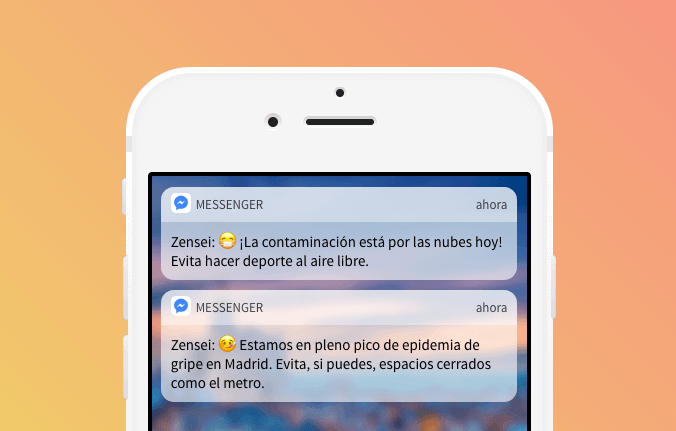 MESSENGER ahora
Zensei: 😷 ¡La contaminación está por las nubes hoy!
Evita hacer deporte al aire libre.
MESSENGER ahora
Zensei: 🤒 Estamos en pleno pico de epidemia de
gripe en Madrid. Evita, si puedes, espacios cerrados
como el metro.